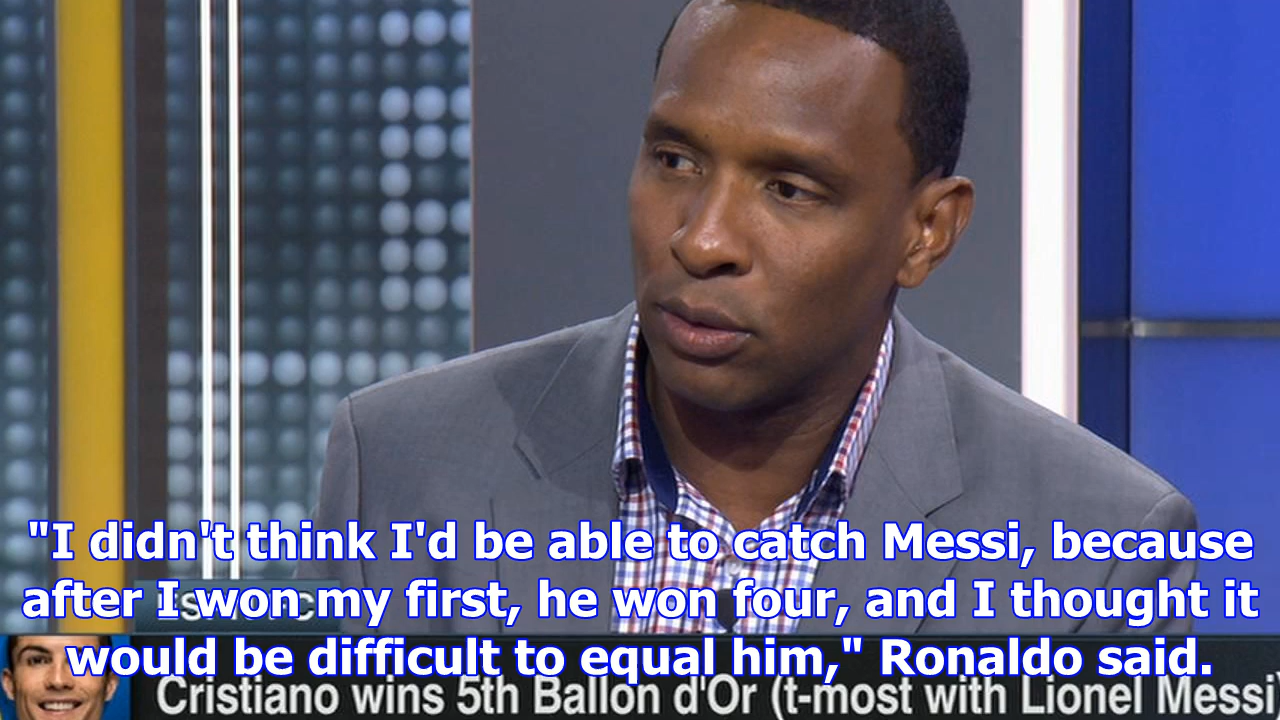 "I didn't think I'd be able to catch Messi, because
after I won my first, he won four, and I thought it
would be difficult to equal him," Ronaldo said.
Cristiano wins 5th Ballon d'Or (t-most with Lionel Messi)